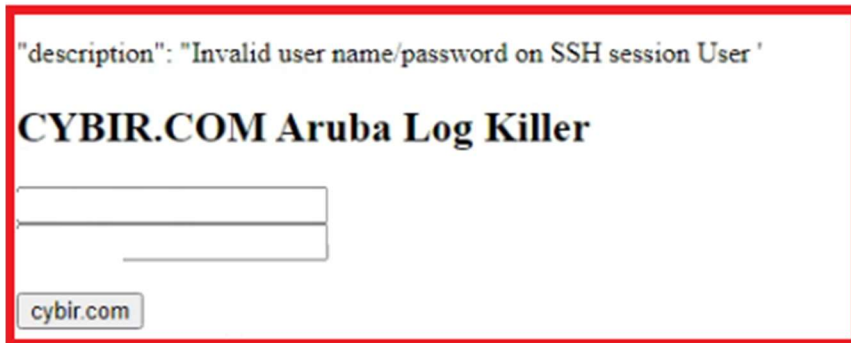 "description": "Invalid user name/password on SSH session User '
CYBIR.COM Aruba Log Killer
cybir.com